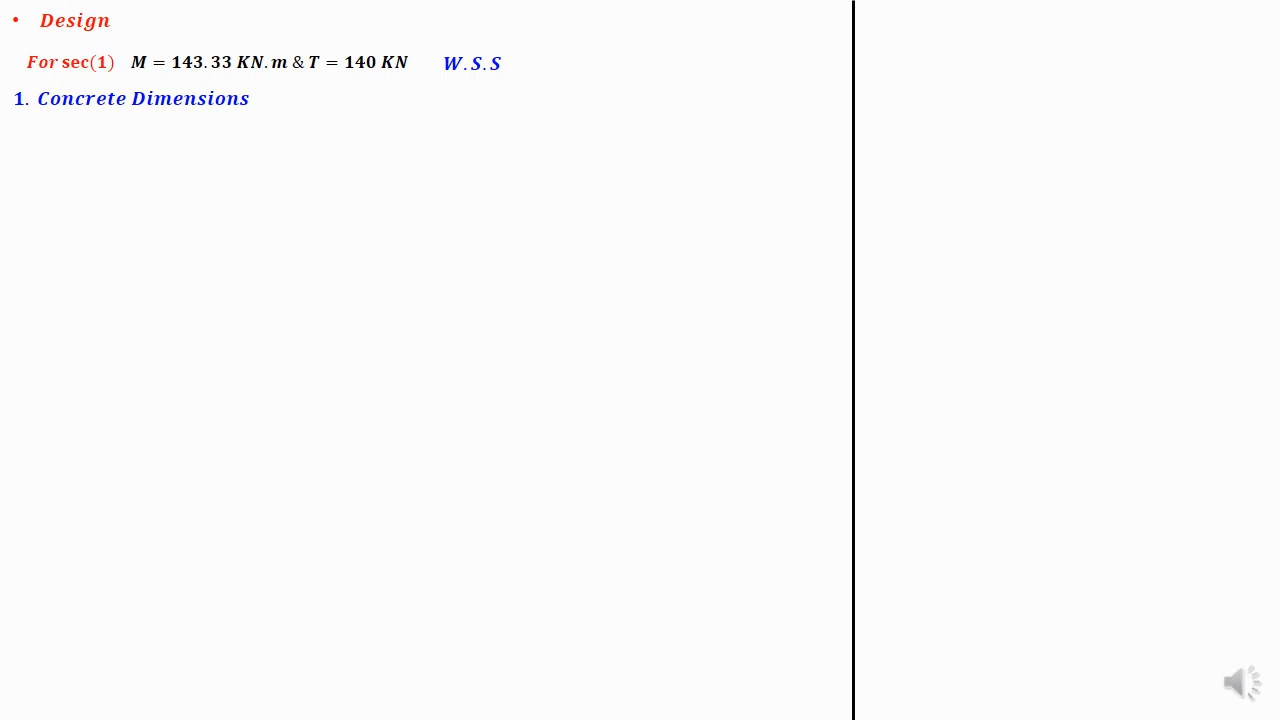 • Design
For sec(1) M = 143.33 KN.m & T = 140 KN W.S.S
1. Concrete Dimensions